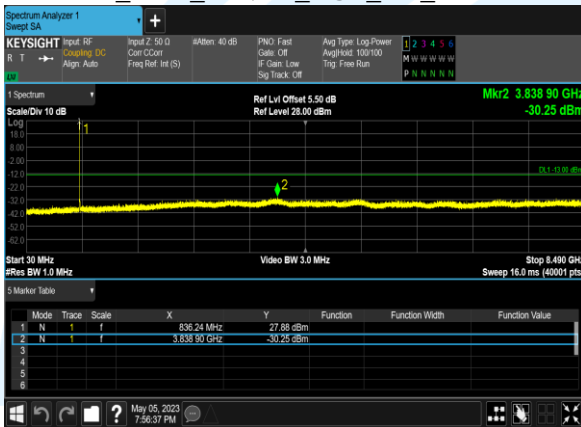 Spectrum Analyzer 1
Swept SA
+
KEYSIGHT Input: RF Input Z: 50 Ω #Atten: 40 dB PNO: Fast Avg Type: Log-Power 1 2 3 4 5 6
R T Coupling: DC Corr CCorr Gate: Off Avg|Hold: 100/100 M W W W W W
Align: Auto Freq Ref: Int (S) IF Gain: Low Trig: Free Run
LV Sig Track: Off P N N N N N
1 Spectrum Ref Lvl Offset 5.50 dB Mkr2 3.838 90 GHz
Scale/Div 10 dB Ref Level 28.00 dBm -30.25 dBm
Log
18.0
1
8.00
-2.00
DL1 -13.00 dBm
-12.0
-22.0
2
-32.0
-42.0
-52.0
-62.0
Start 30 MHz Video BW 3.0 MHz Stop 8.490 GHz
#Res BW 1.0 MHz Sweep 16.0 ms (40001 pts)
5 Marker Table
Mode Trace Scale X Y Function Function Width Function Value
1 N 1 f 836.24 MHz 27.88 dBm
2 N 1 f 3.838 90 GHz -30.25 dBm
3
4
5
6
? May 05, 2023
7:56:37 PM